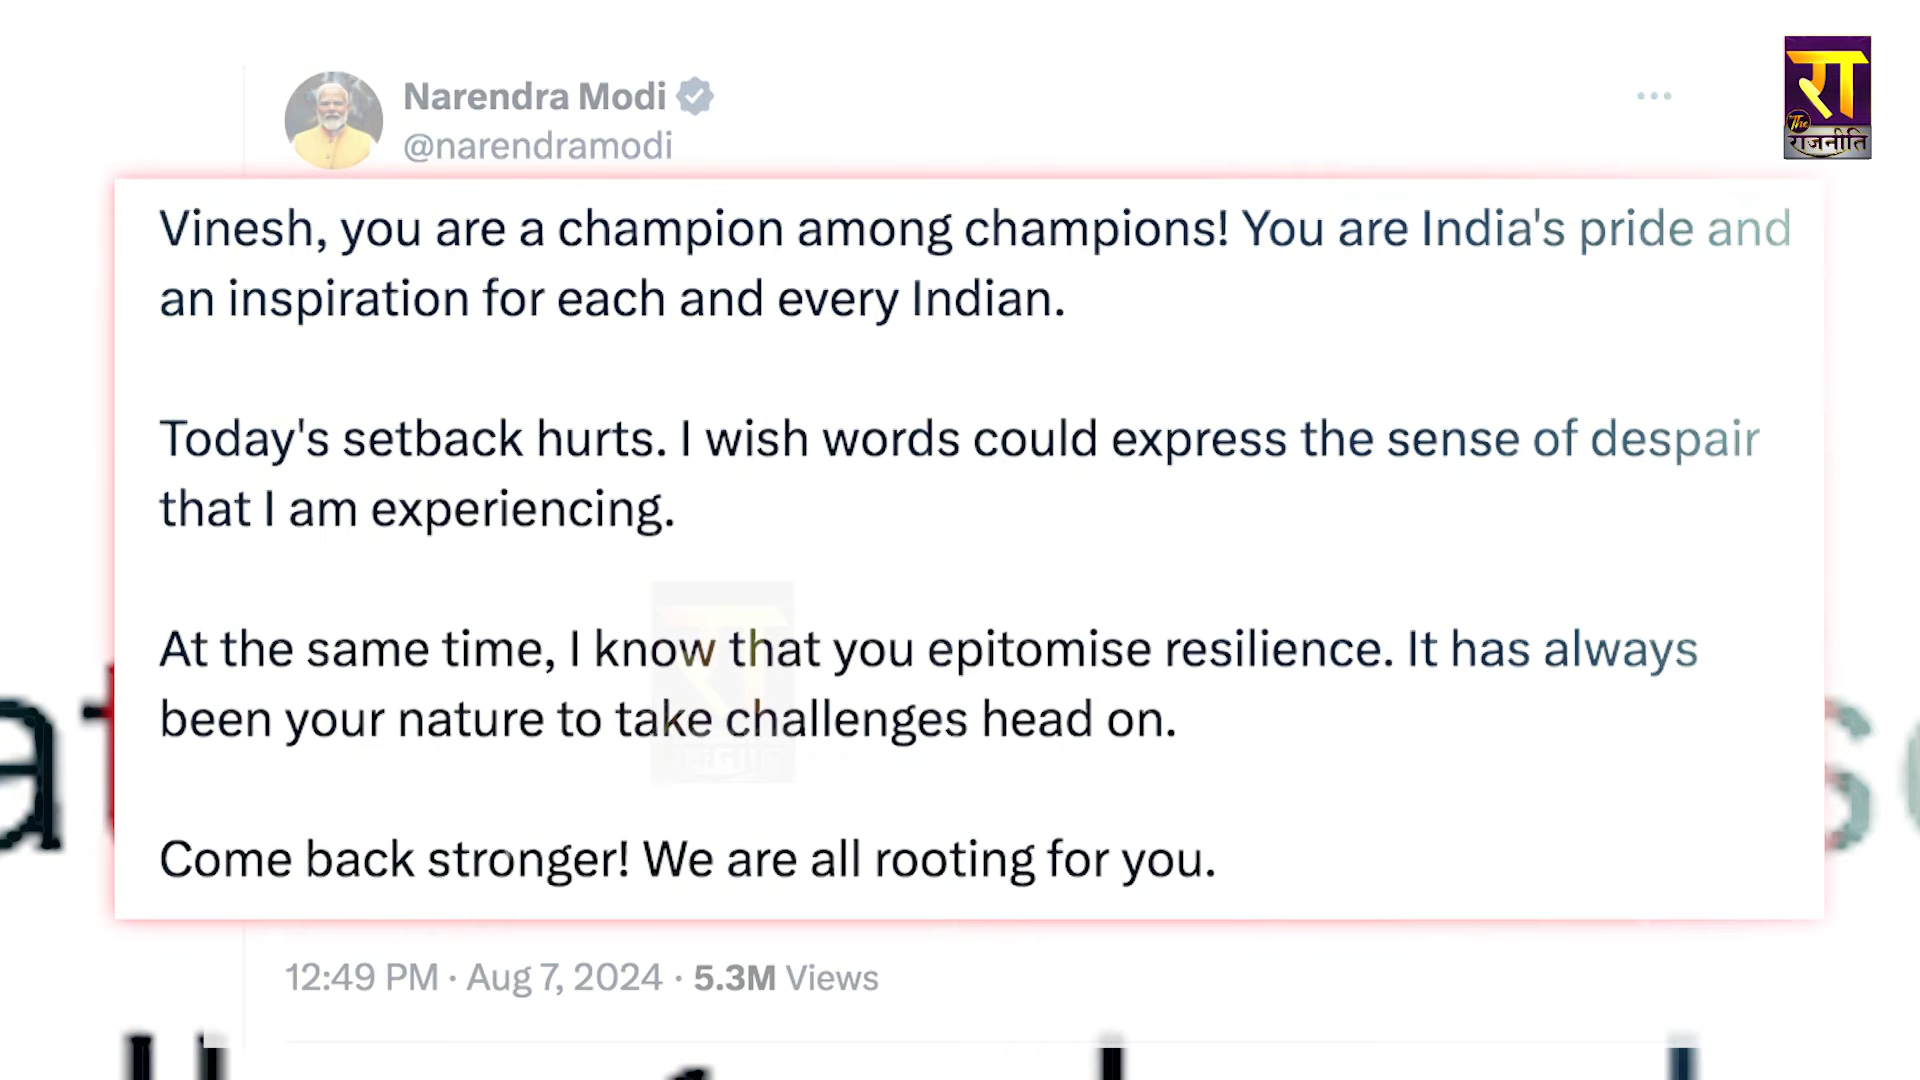 Narendra Modi
@narendramodi
रा
The
राजनीति
Vinesh, you are a champion among champions! You are India's pride and
an inspiration for each and every Indian.
Today's setback hurts. I wish words could express the sense of despair
that I am experiencing.
At the same time, I know that you epitomise resilience. It has always
been your nature to take challenges head on.
Come back stronger! We are all rooting for you.
12:49 PM · Aug 7, 2024 · 5.3M Views